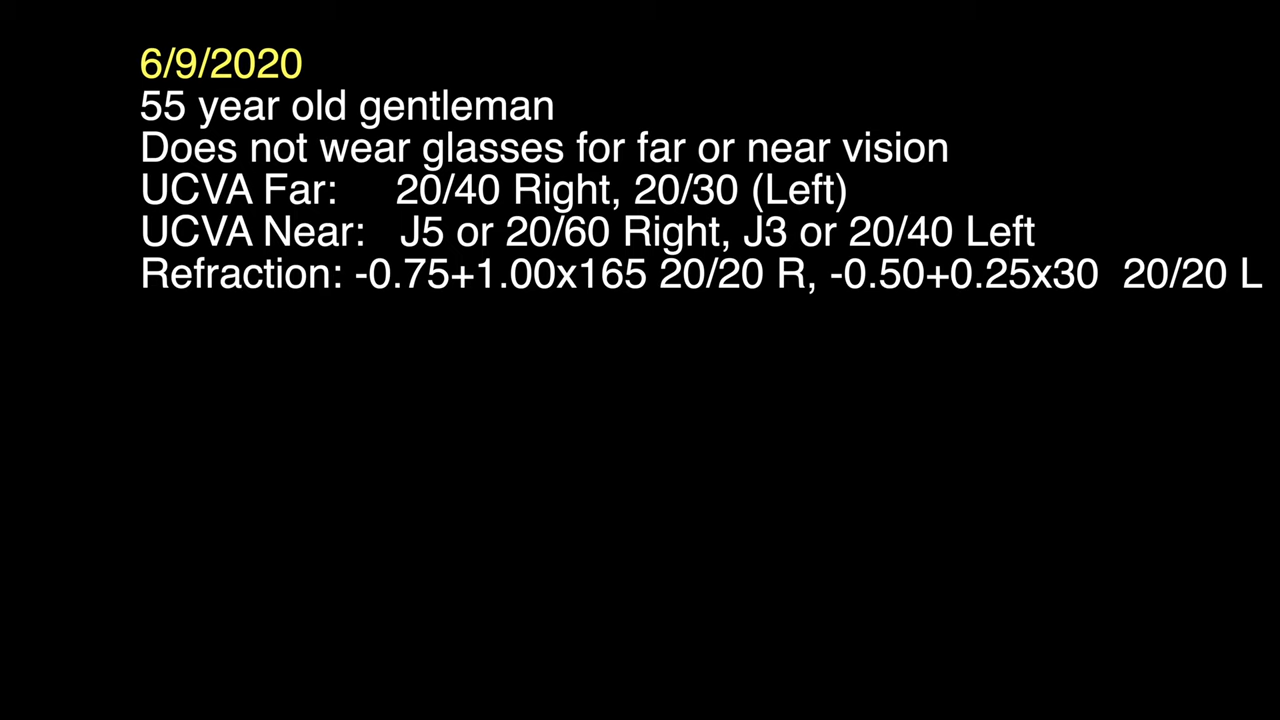 6/9/2020
55 year old gentleman
Does not wear glasses for far or near vision
UCVA Far: 20/40 Right, 20/30 (Left)
UCVA Near: J5 or 20/60 Right, J3 or 20/40 Left
Refraction: -0.75+1.00x165 20/20 R, -0.50+0.25x30 20/20 L